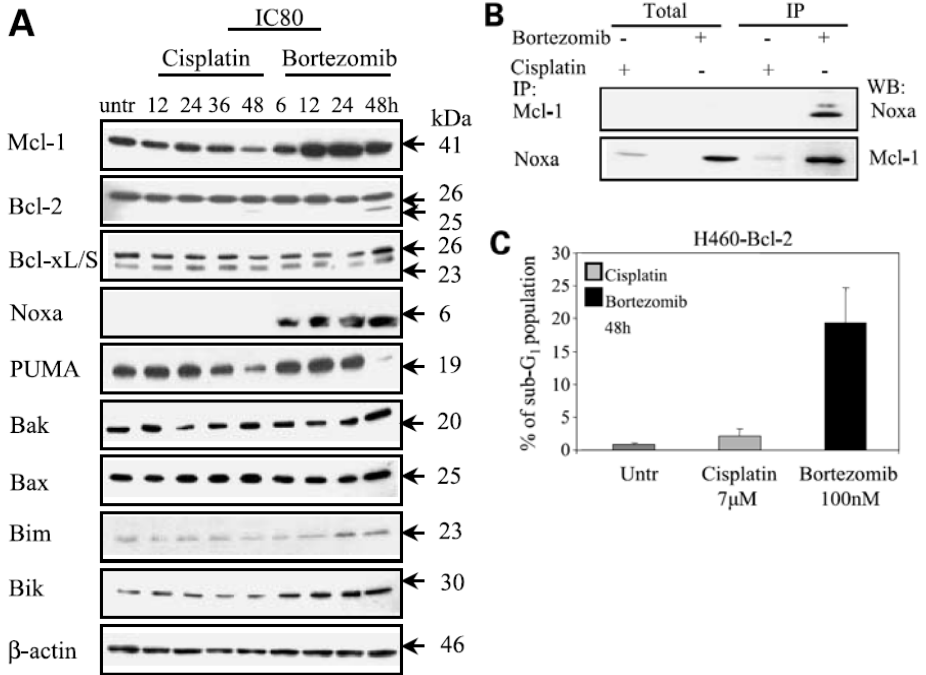 A
IC80
Cisplatin Bortezomib
untr 12 24 36 48 6 12 24 48h
kDa
Mcl-1 41
Bcl-2 26
25
Bcl-xL/S 26
23
Noxa 6
PUMA 19
Bak 20
Bax 25
Bim 23
Bik 30
β-actin 46
B
Total IP
Bortezomib - + - +
Cisplatin + - + -
IP: WB:
Mcl-1 Noxa
Noxa Mcl-1
C
H460-Bcl-2
% of sub-G1 population
30
25
20
15
10
5
0
Cisplatin
Bortezomib
48h
Untr Cisplatin Bortezomib
7μM 100nM